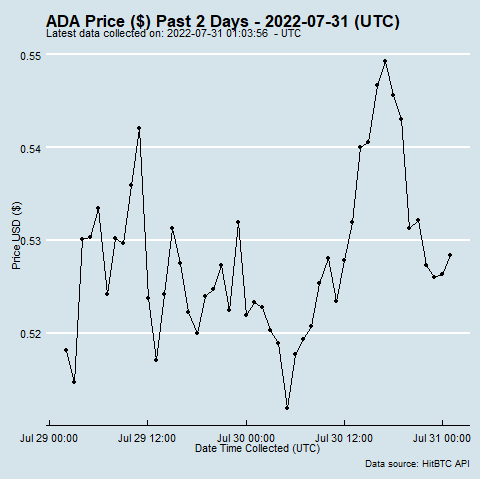 ADA Price ($) Past 2 Days - 2022-07-31 (UTC)
Latest data collected on: 2022-07-31 01:03:56 - UTC
0.55
0.54
0.53
0.52
Price USD ($)
Jul 29 00:00 Jul 29 12:00 Jul 30 00:00 Jul 30 12:00 Jul 31 00:00
Date Time Collected (UTC)
Data source: HitBTC API